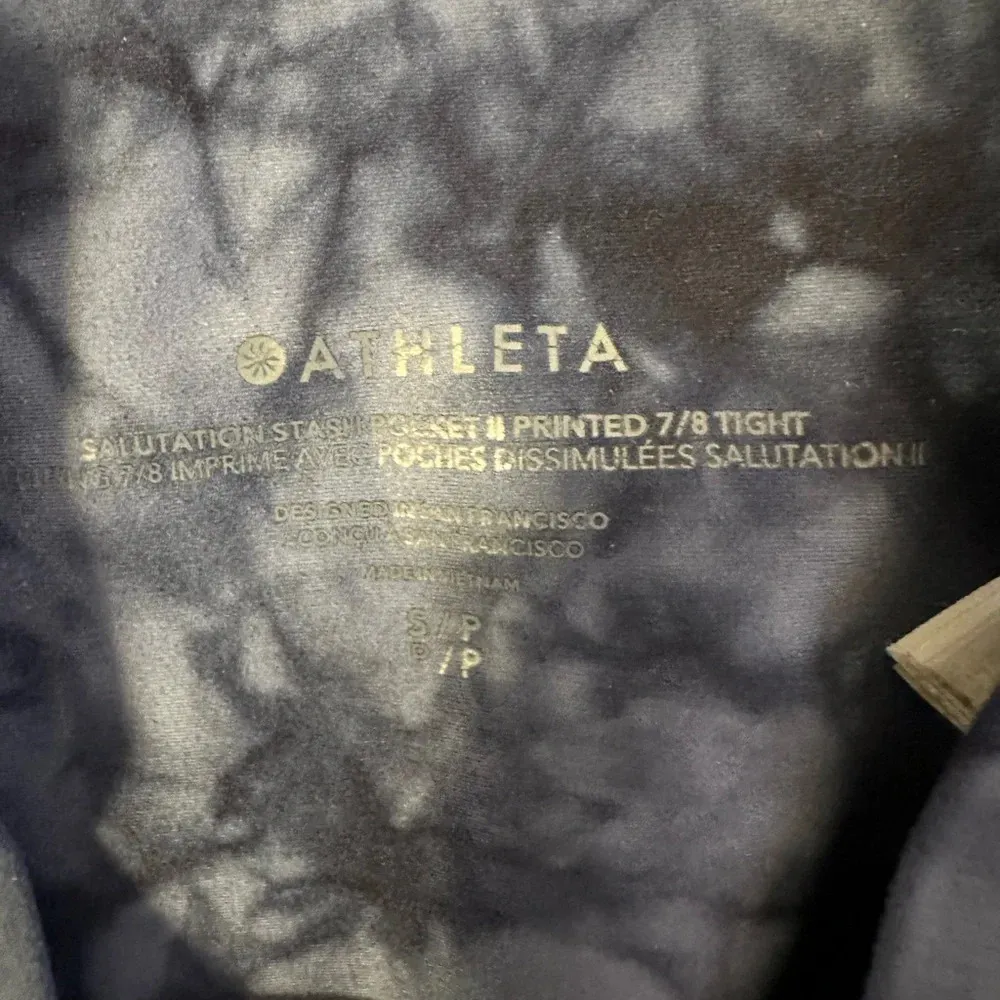 ATHLETA
SALUTATION STASH POCKET II PRINTED 7/8 TIGHT
7/8 IMPRIMÉ AVEC POCHES DISSIMULÉES SALUTATION II
DESIGNED IN SAN FRANCISCO
CONÇU À SAN FRANCISCO
MADE IN VIETNAM
S / P
P / P